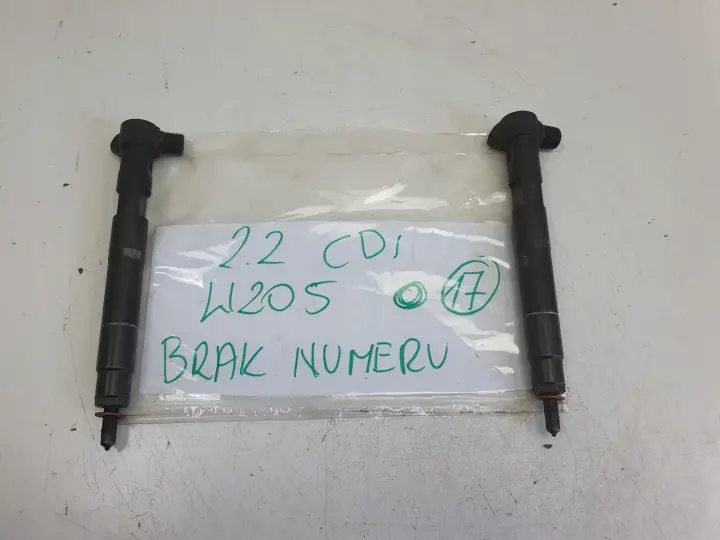 2.2 CDi
W205 O 17
BRAK NUMERU